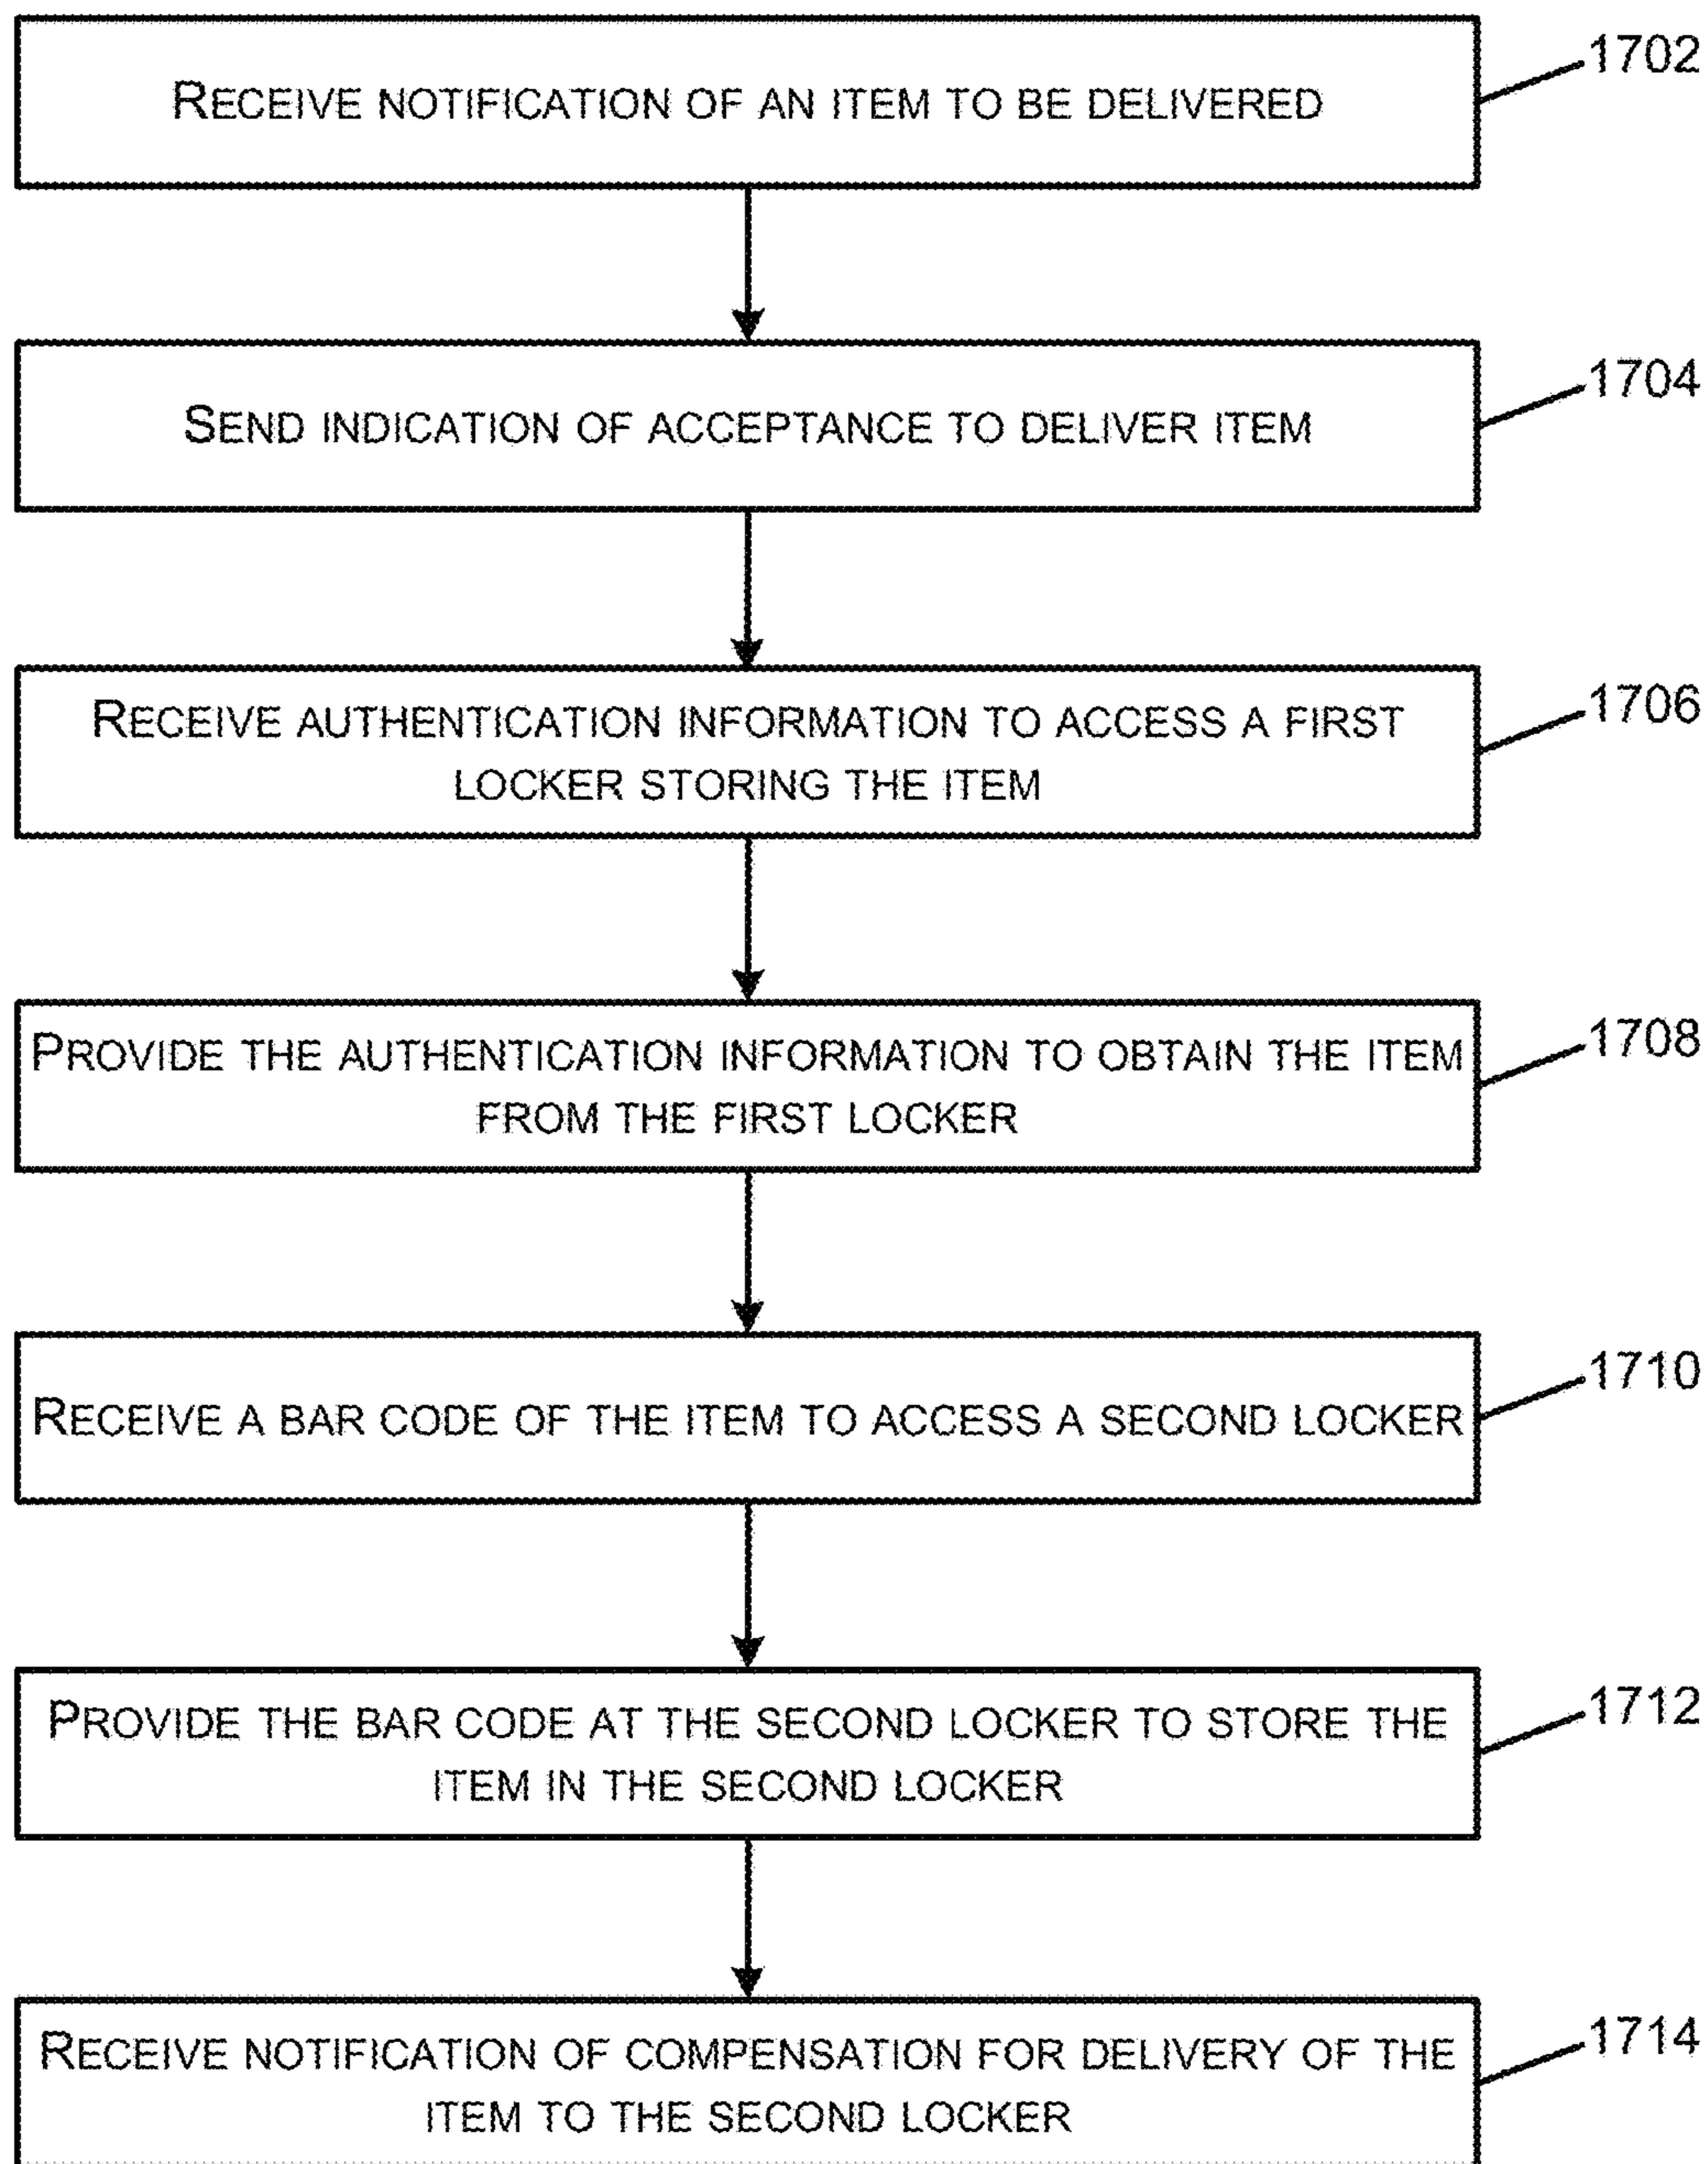 RECEIVE NOTIFICATION OF AN ITEM TO BE DELIVERED
1702
SEND INDICATION OF ACCEPTANCE TO DELIVER ITEM
1704
RECEIVE AUTHENTICATION INFORMATION TO ACCESS A FIRST
LOCKER STORING THE ITEM
1706
PROVIDE THE AUTHENTICATION INFORMATION TO OBTAIN THE ITEM
FROM THE FIRST LOCKER
1708
RECEIVE A BAR CODE OF THE ITEM TO ACCESS A SECOND LOCKER
1710
PROVIDE THE BAR CODE AT THE SECOND LOCKER TO STORE THE
ITEM IN THE SECOND LOCKER
1712
RECEIVE NOTIFICATION OF COMPENSATION FOR DELIVERY OF THE
ITEM TO THE SECOND LOCKER
1714